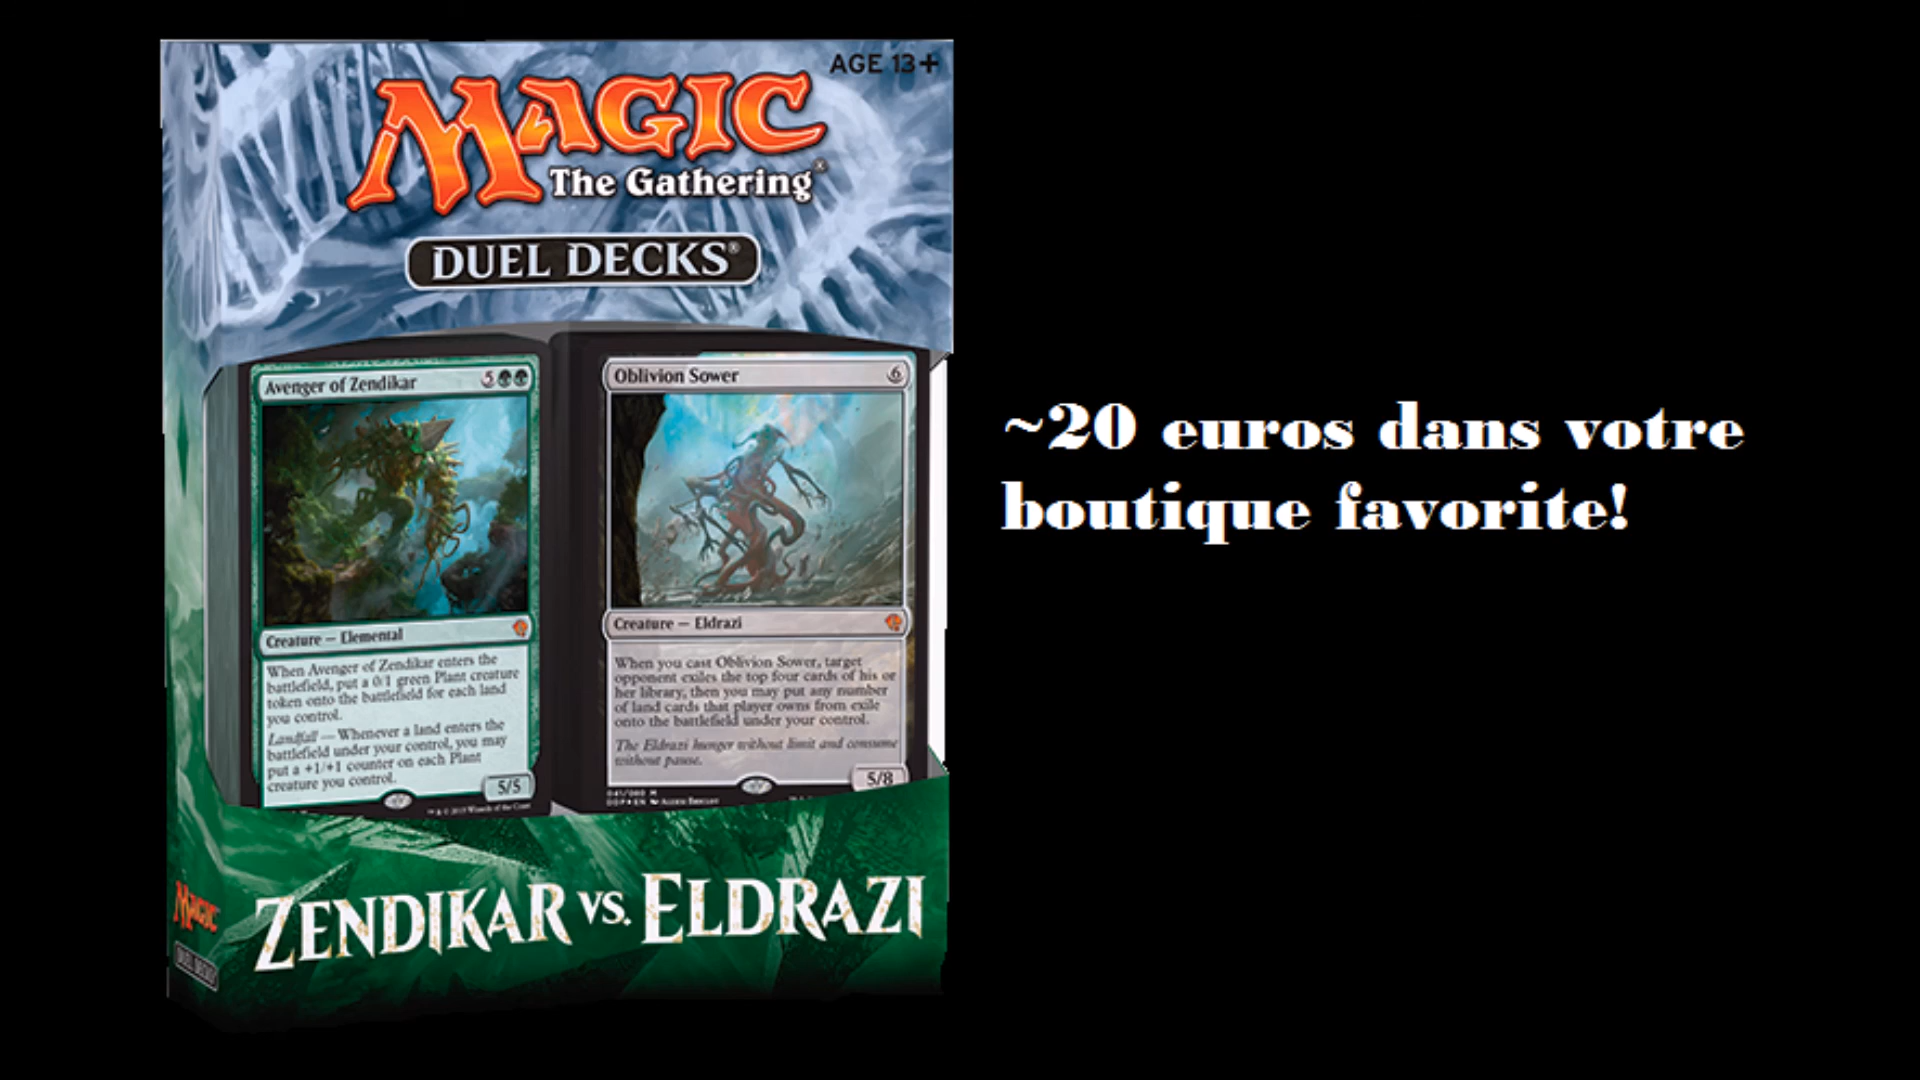 AGE 13+
MAGIC
The Gathering®
DUEL DECKS®
Avenger of Zendikar 5
Creature — Elemental
When Avenger of Zendikar enters the
battlefield, put a 0/1 green Plant creature
token onto the battlefield for each land
you control.
Landfall — Whenever a land enters the
battlefield under your control, you may
put a +1/+1 counter on each Plant
creature you control.
5/5
Oblivion Sower 6
Creature — Eldrazi
When you cast Oblivion Sower, target
opponent exiles the top four cards of his or
her library, then you may put any number
of land cards that player owns from exile
onto the battlefield under your control.
The Eldrazi hunger without limit and consume
without pause.
5/8
MAGIC
DUEL DECKS
ZENDIKAR VS. ELDRAZI
~20 euros dans votre
boutique favorite!